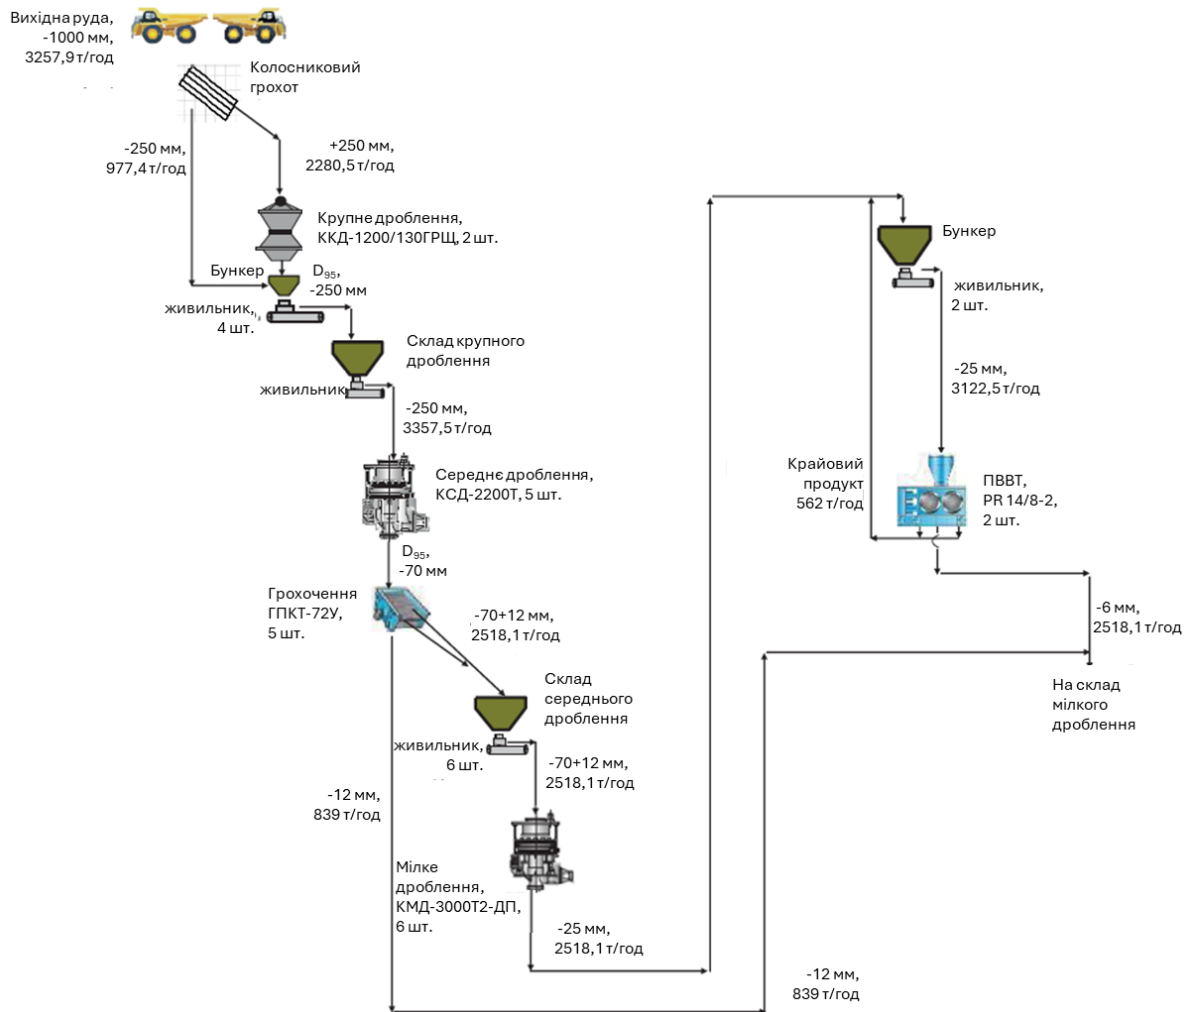 Вихідна руда,
-1000 мм,
3257,9 т/год
Колосниковий
грохот
-250 мм,
977,4 т/год
+250 мм,
2280,5 т/год
Крупне дроблення,
ККД-1200/130ГРЩ, 2 шт.
Бункер
D95,
-250 мм
живильник,
4 шт.
Склад крупного
дроблення
живильник
-250 мм,
3357,5 т/год
Середнє дроблення,
КСД-2200Т, 5 шт.
D95,
-70 мм
Грохочення
ГПКТ-72У,
5 шт.
-70+12 мм,
2518,1 т/год
Склад
середнього
дроблення
живильник,
6 шт.
-70+12 мм,
2518,1 т/год
-12 мм,
839 т/год
Мілке
дроблення,
КМД-3000Т2-ДП,
6 шт.
-25 мм,
2518,1 т/год
-12 мм,
839 т/год
Бункер
живильник,
2 шт.
-25 мм,
3122,5 т/год
Крайовий
продукт
562 т/год
ПВВТ,
PR 14/8-2,
2 шт.
-6 мм,
2518,1 т/год
На склад
мілкого
дроблення